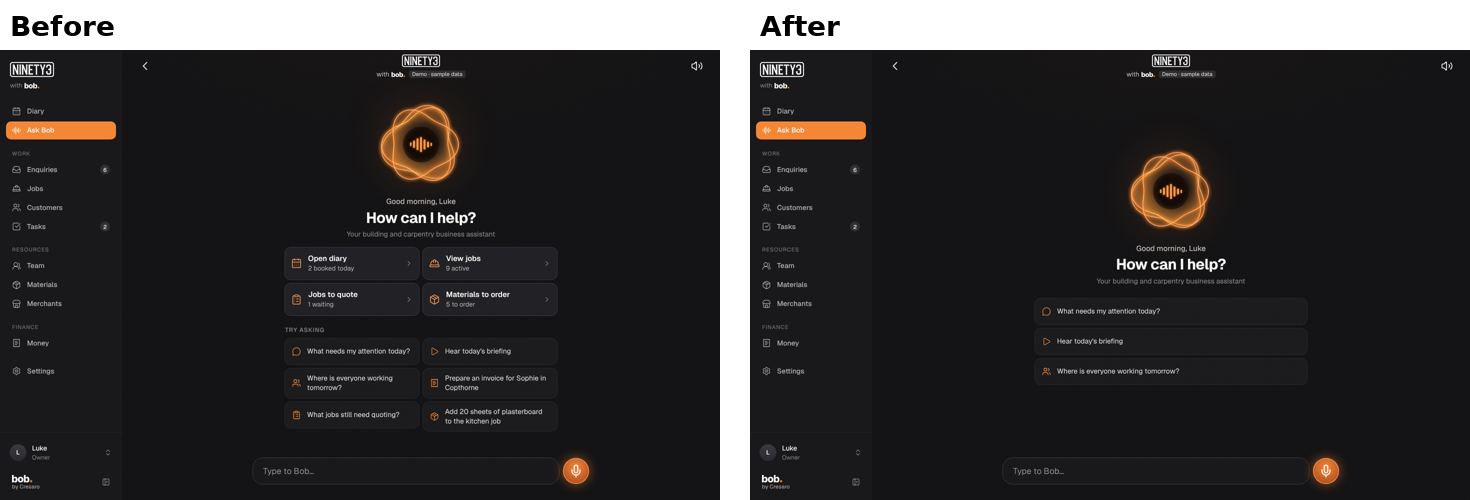 Before
NINETY3
with bob.
Diary
Ask Bob
WORK
Enquiries 6
Jobs
Customers
Tasks 2
RESOURCES
Team
Materials
Merchants
FINANCE
Money
Settings
L Luke
Owner
bob.
by Cresaro
NINETY3
with bob. Demo · sample data
Good morning, Luke
How can I help?
Your building and carpentry business assistant
Open diary
2 booked today
View jobs
9 active
Jobs to quote
1 waiting
Materials to order
5 to order
TRY ASKING
What needs my attention today?
Hear today's briefing
Where is everyone working
tomorrow?
Prepare an invoice for Sophie in
Copthorne
What jobs still need quoting?
Add 20 sheets of plasterboard
to the kitchen job
Type to Bob...
After
NINETY3
with bob.
Diary
Ask Bob
WORK
Enquiries 6
Jobs
Customers
Tasks 2
RESOURCES
Team
Materials
Merchants
FINANCE
Money
Settings
L Luke
Owner
bob.
by Cresaro
NINETY3
with bob. Demo · sample data
Good morning, Luke
How can I help?
Your building and carpentry business assistant
What needs my attention today?
Hear today's briefing
Where is everyone working tomorrow?
Type to Bob...